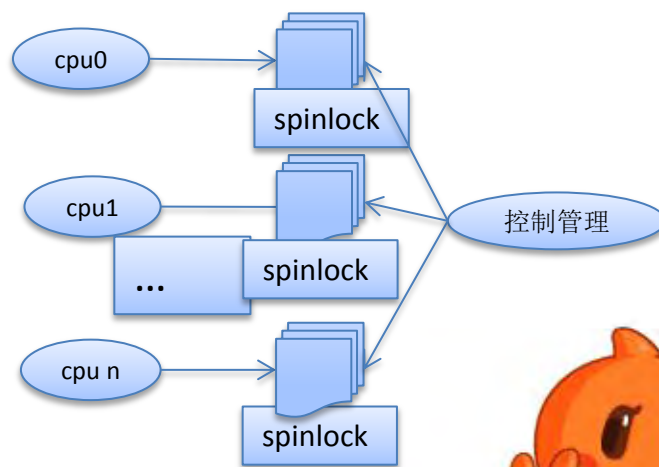 cpu0
spinlock
cpu1
控制管理
...
spinlock
cpu n
spinlock